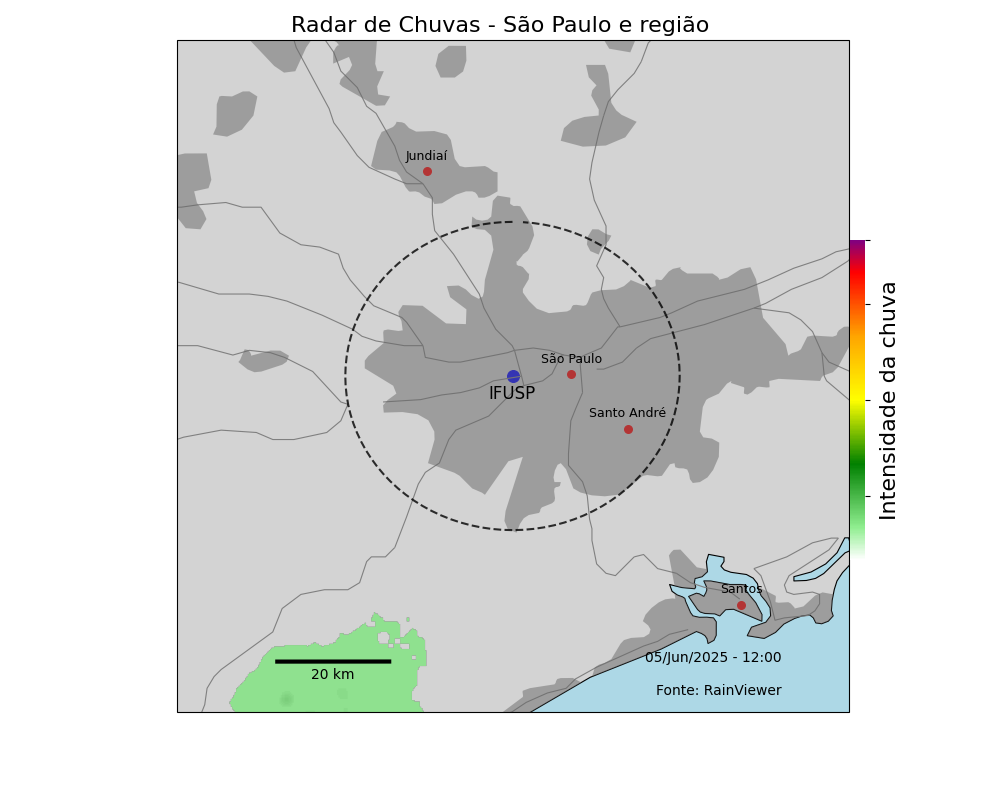 Radar de Chuvas - São Paulo e região
Jundiaí
São Paulo
IFUSP
Santo André
Intensidade da chuva
Santos
05/Jun/2025 - 12:00
20 km
Fonte: RainViewer